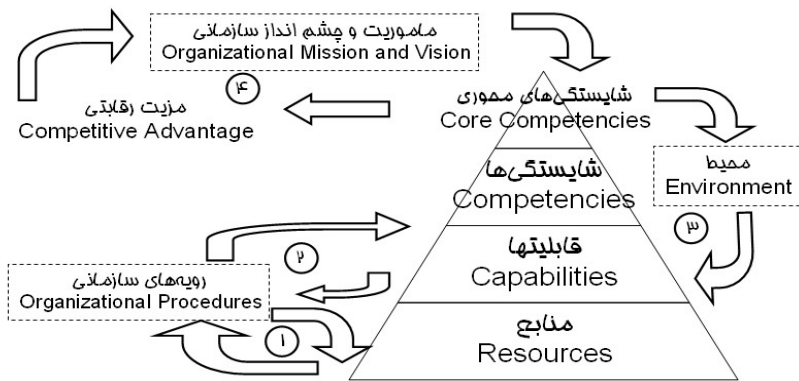 ماموریت و چشم انداز سازمانی
Organizational Mission and Vision
۴
مزیت رقابتی
Competitive Advantage
شایستگی‌های محوری
Core Competencies
شایستگی‌ها
Competencies
محیط
Environment
۳
۲
قابلیتها
Capabilities
رویه‌های سازمانی
Organizational Procedures
۱
منابع
Resources